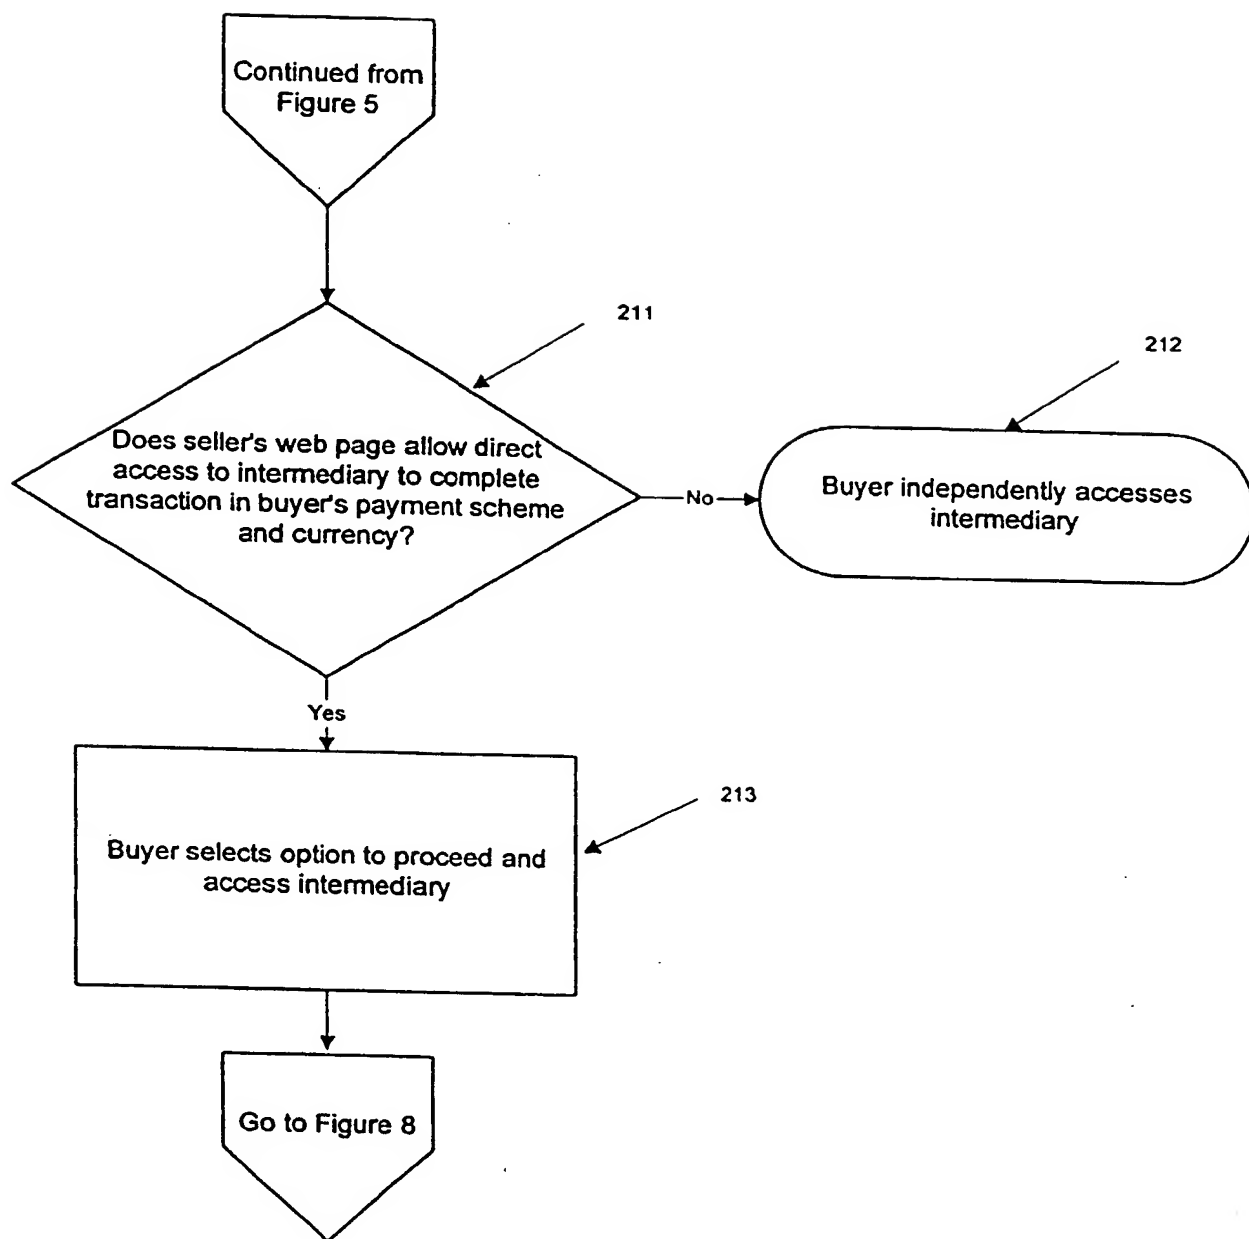 Continued from
Figure 5
211
212
Does seller's web page allow direct
access to intermediary to complete
transaction in buyer's payment scheme
and currency?
No
Buyer independently accesses
intermediary
Yes
213
Buyer selects option to proceed and
access intermediary
Go to Figure 8